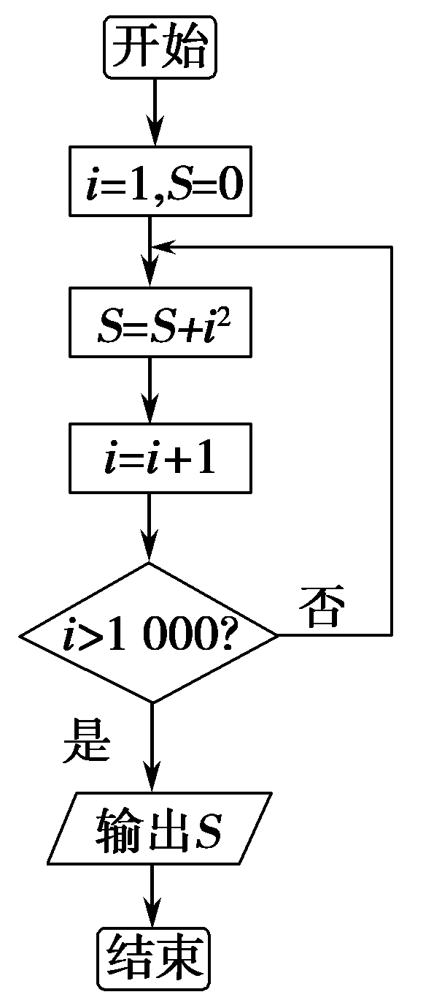 开始
i=1,S=0
S=S+i²
i=i+1
i>1 000?
否
是
输出S
结束